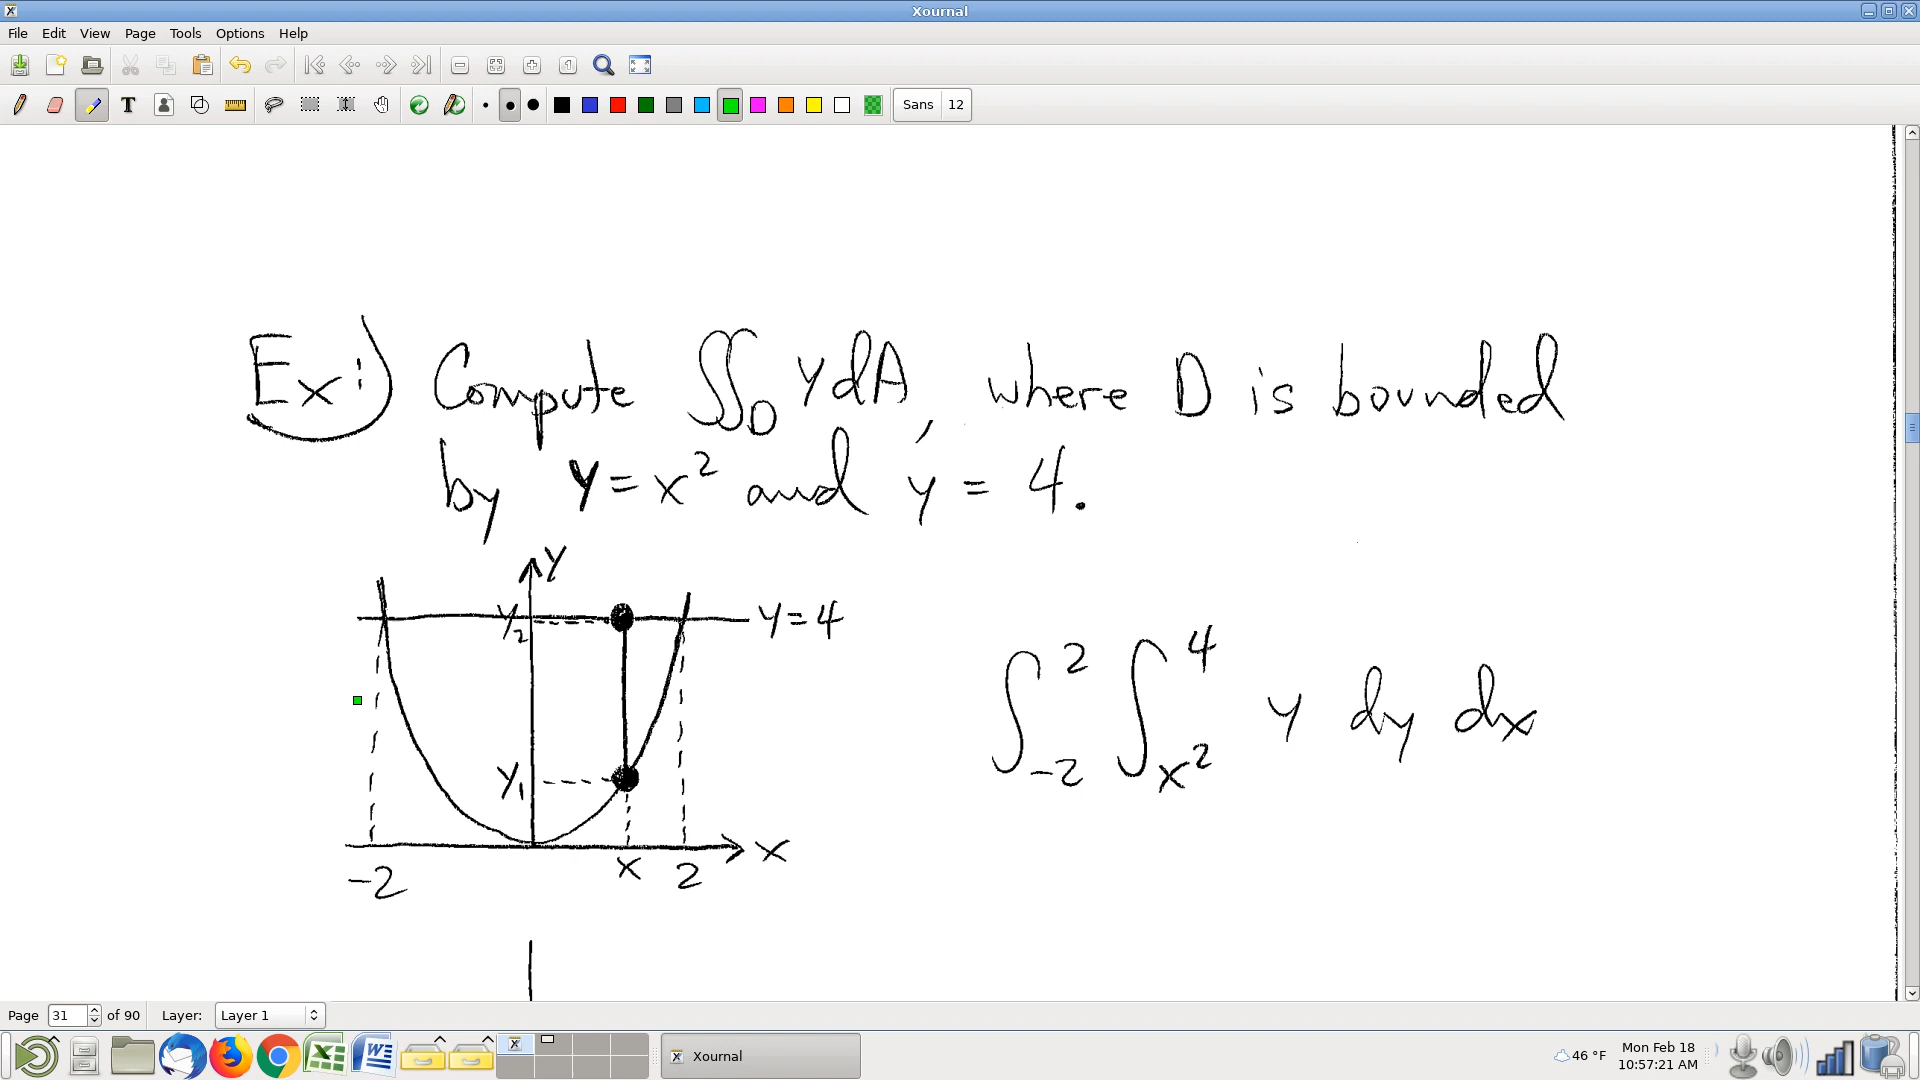 Xournal
File Edit View Page Tools Options Help
Sans 12
Ex:) Compute ∬_D y dA, where D is bounded
by y = x² and y = 4.
y
y₂ y=4
∫_{-2}^{2} ∫_{x²}^{4} y dy dx
y₁
x
-2 x 2
Page 31 of 90 Layer: Layer 1
Xournal
46 °F
Mon Feb 18
10:57:21 AM